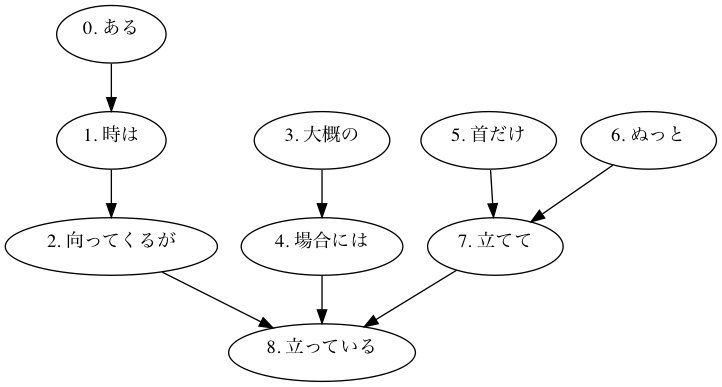 0. ある
1. 時は
3. 大概の
5. 首だけ
6. ぬっと
2. 向ってくるが
4. 場合には
7. 立てて
8. 立っている